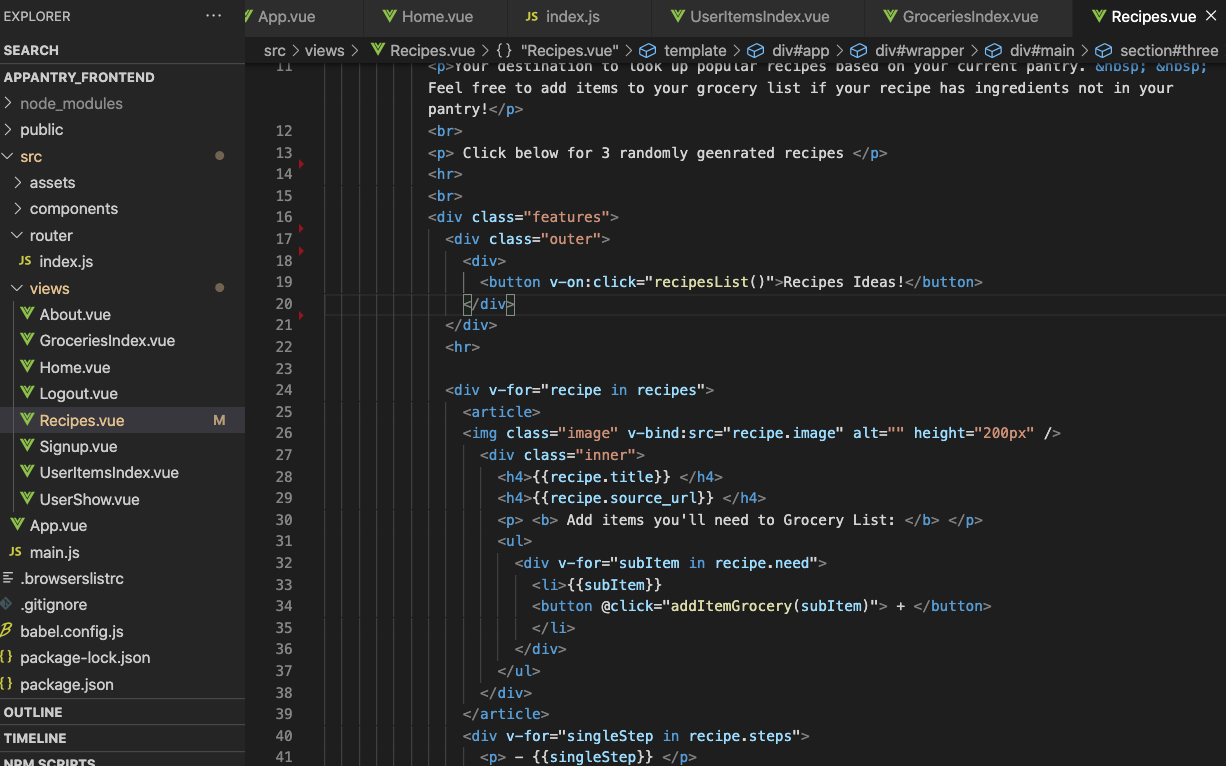 EXPLORER ···
SEARCH
APPANTRY_FRONTEND
node_modules
public
src
assets
components
router
JS index.js
views
About.vue
GroceriesIndex.vue
Home.vue
Logout.vue
Recipes.vue M
Signup.vue
UserItemsIndex.vue
UserShow.vue
App.vue
JS main.js
.browserslistrc
.gitignore
babel.config.js
{} package-lock.json
{} package.json
OUTLINE
TIMELINE
NPM SCRIPTS
App.vue Home.vue JS index.js UserItemsIndex.vue GroceriesIndex.vue Recipes.vue
src > views > Recipes.vue > {} "Recipes.vue" > template > div#app > div#wrapper > div#main > section#three
11 <p>Your destination to look up popular recipes based on your current pantry. &nbsp; &nbsp;
Feel free to add items to your grocery list if your recipe has ingredients not in your
pantry!</p>
12 <br>
13 <p> Click below for 3 randomly geenrated recipes </p>
14 <hr>
15 <br>
16 <div class="features">
17 <div class="outer">
18 <div>
19 <button v-on:click="recipesList()">Recipes Ideas!</button>
20 </div>
21 </div>
22 <hr>
23
24 <div v-for="recipe in recipes">
25 <article>
26 <img class="image" v-bind:src="recipe.image" alt="" height="200px" />
27 <div class="inner">
28 <h4>{{recipe.title}} </h4>
29 <h4>{{recipe.source_url}} </h4>
30 <p> <b> Add items you'll need to Grocery List: </b> </p>
31 <ul>
32 <div v-for="subItem in recipe.need">
33 <li>{{subItem}}
34 <button @click="addItemGrocery(subItem)"> + </button>
35 </li>
36 </div>
37 </ul>
38 </div>
39 </article>
40 <div v-for="singleStep in recipe.steps">
41 <p> - {{singleStep}} </p>